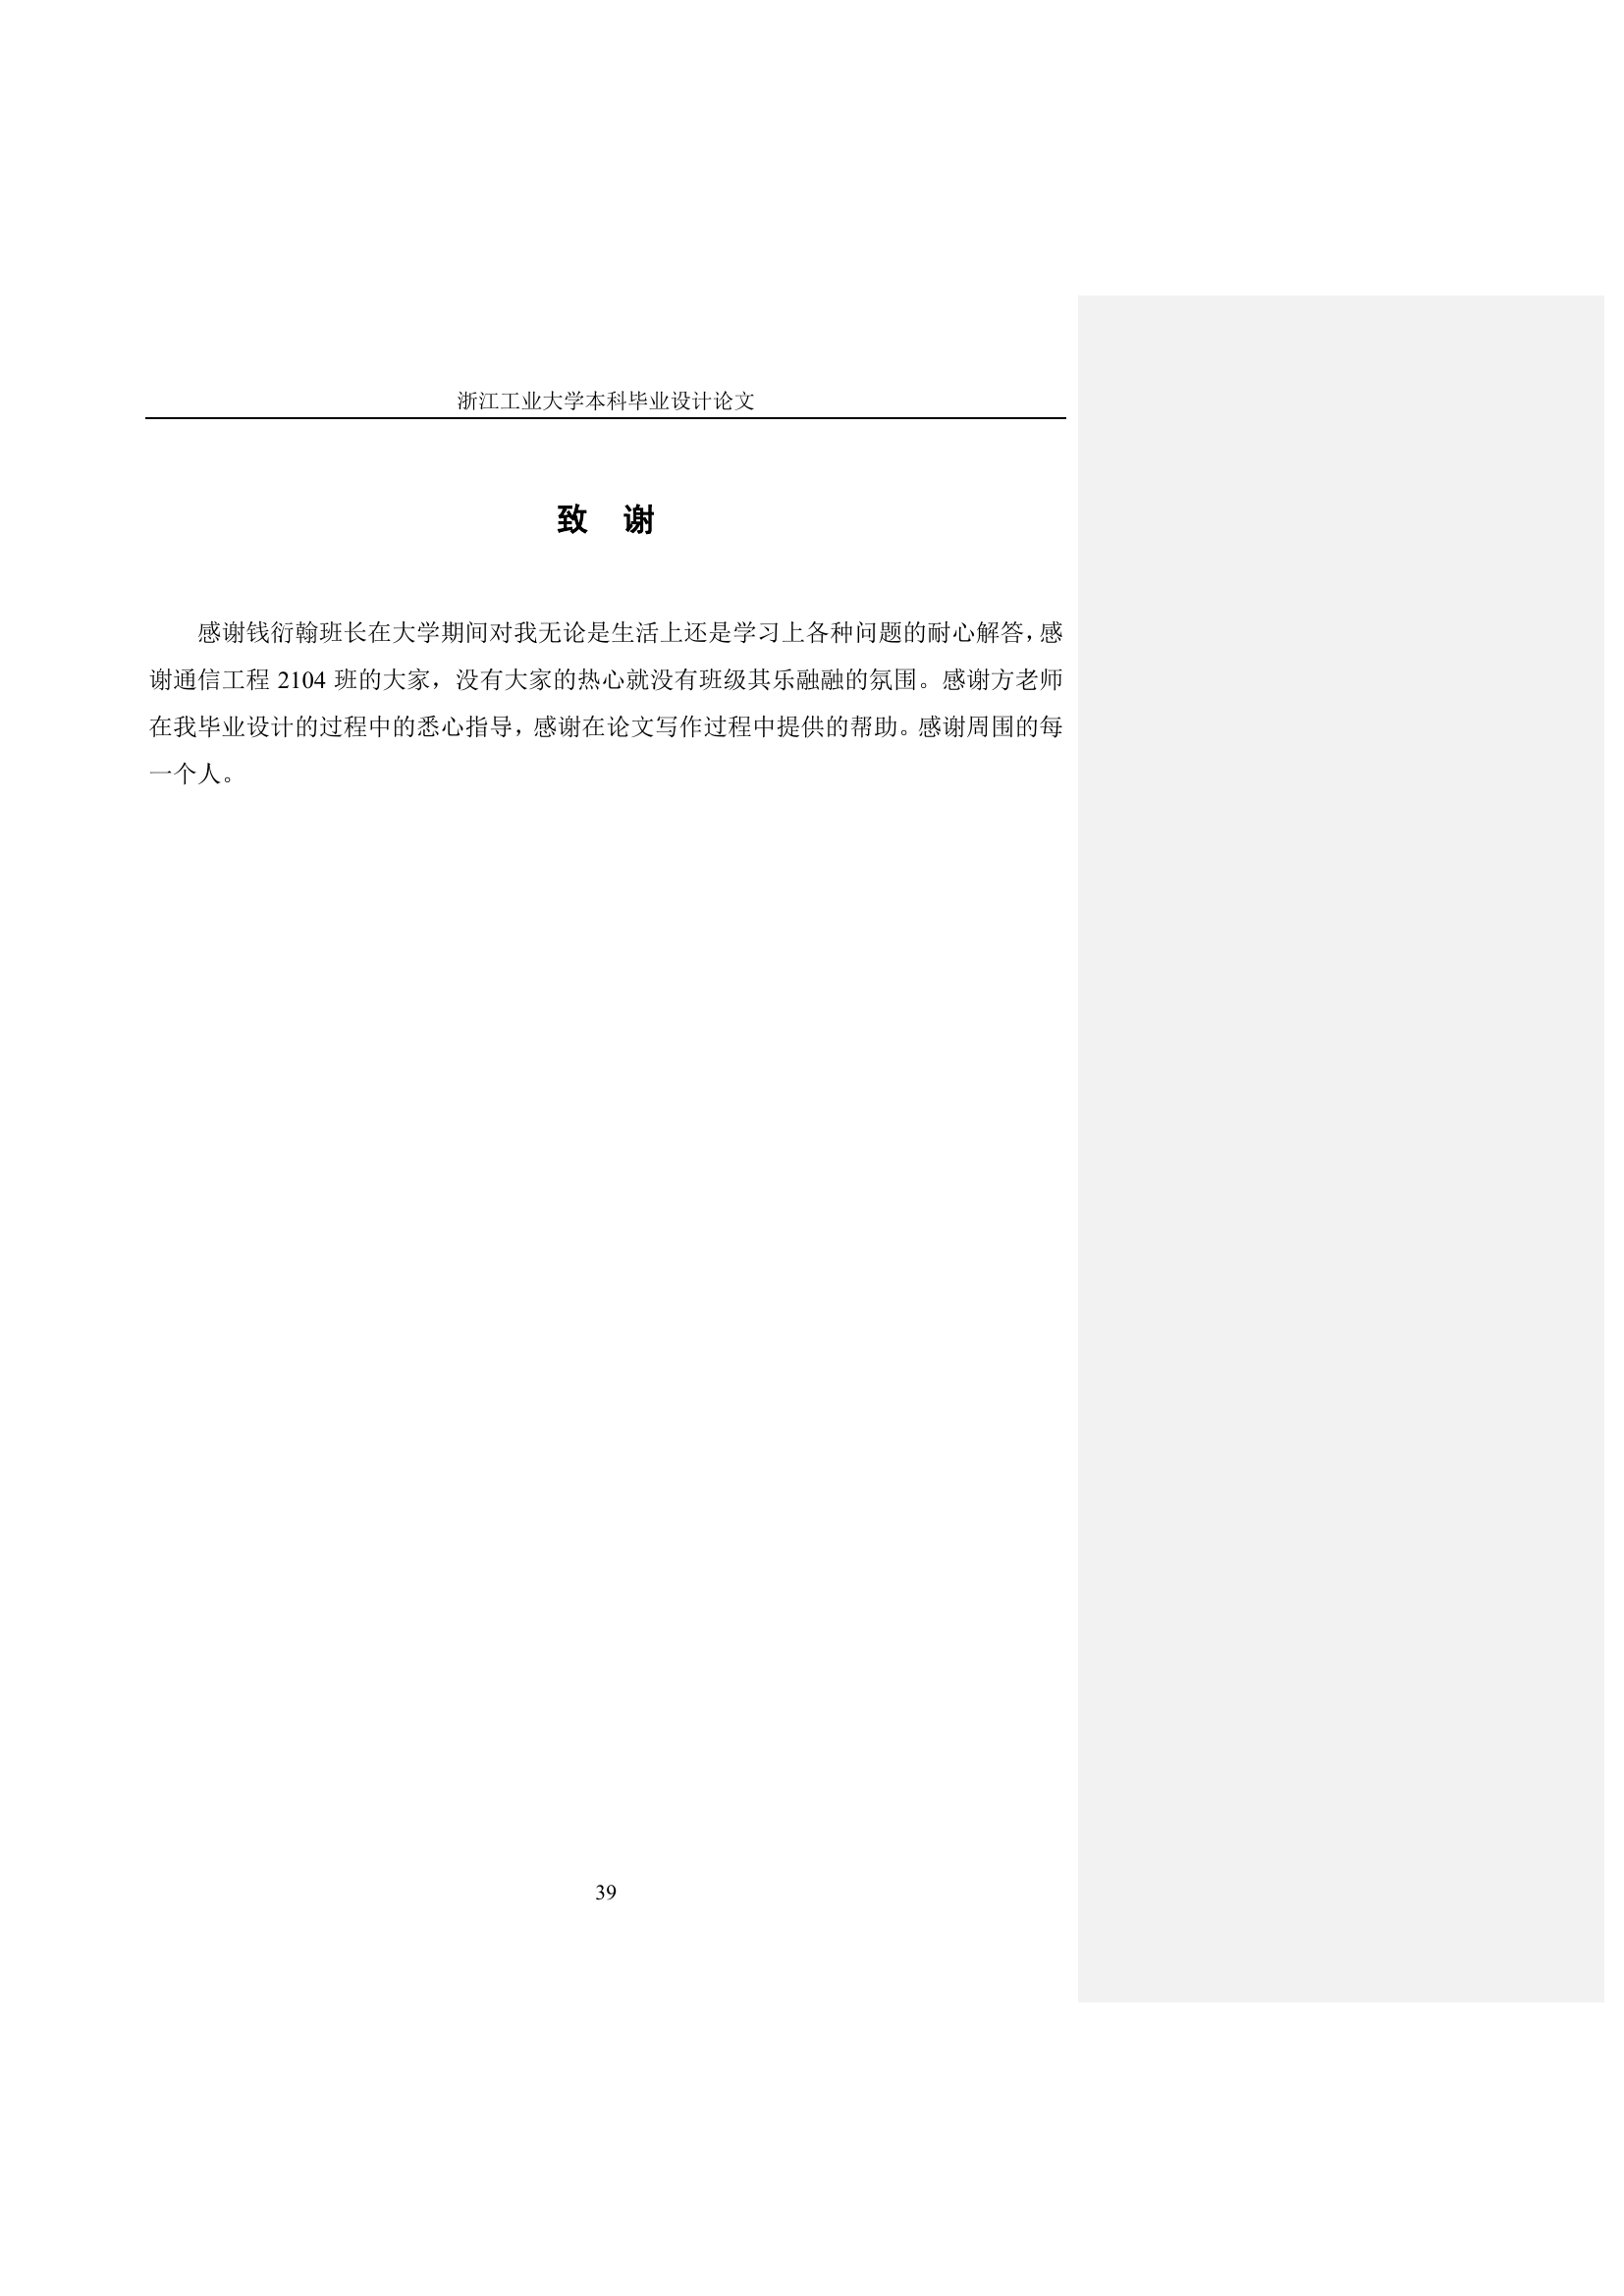 浙江工业大学本科毕业设计论文
致 谢
感谢钱衍翰班长在大学期间对我无论是生活上还是学习上各种问题的耐心解答，感
谢通信工程 2104 班的大家，没有大家的热心就没有班级其乐融融的氛围。感谢方老师
在我毕业设计的过程中的悉心指导，感谢在论文写作过程中提供的帮助。感谢周围的每
一个人。
39